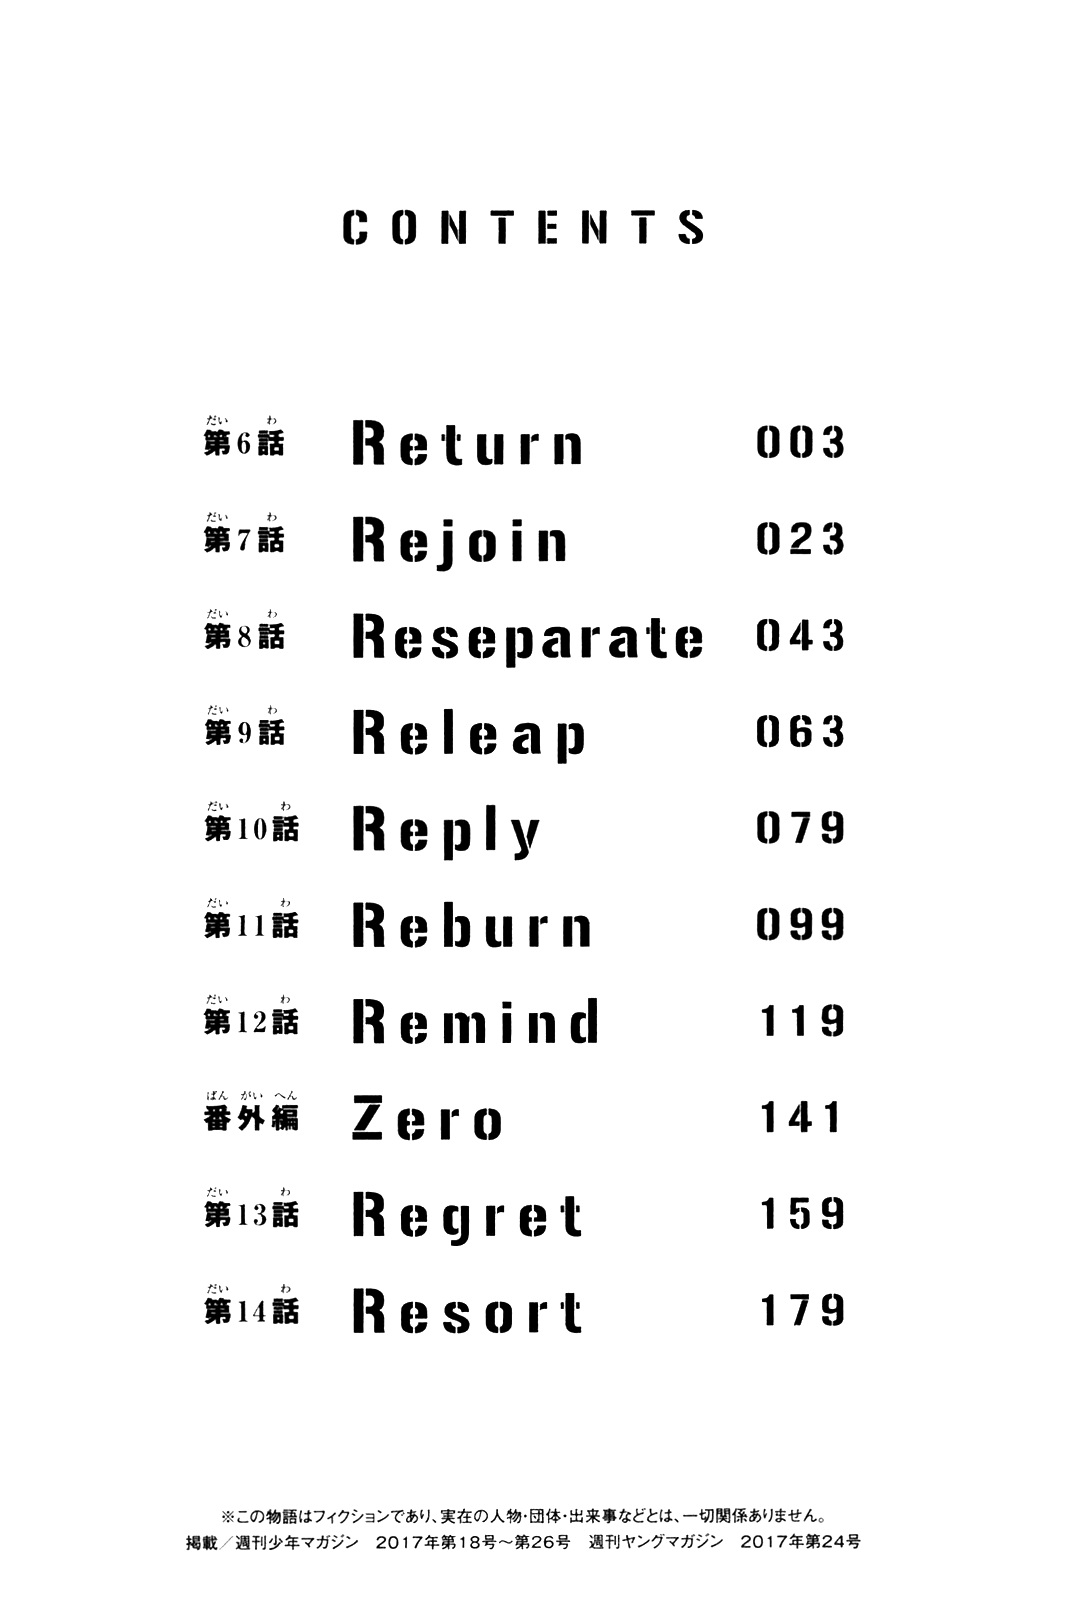 CONTENTS
第6話 Return 003
第7話 Rejoin 023
第8話 Reseparate 043
第9話 Releap 063
第10話 Reply 079
第11話 Reburn 099
第12話 Remind 119
番外編 Zero 141
第13話 Regret 159
第14話 Resort 179
※この物語はフィクションであり、実在の人物・団体・出来事などとは、一切関係ありません。
掲載／週刊少年マガジン 2017年第18号～第26号 週刊ヤングマガジン 2017年第24号